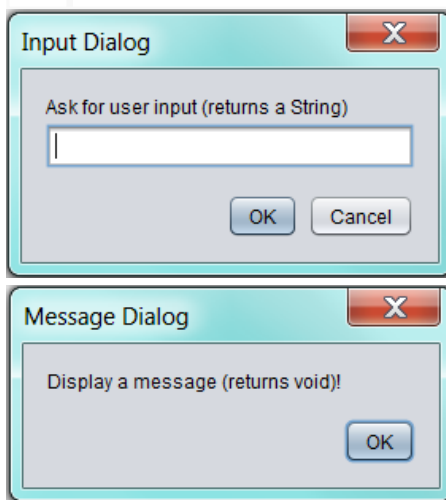 Input Dialog
Ask for user input (returns a String)
OK Cancel
Message Dialog
Display a message (returns void)!
OK